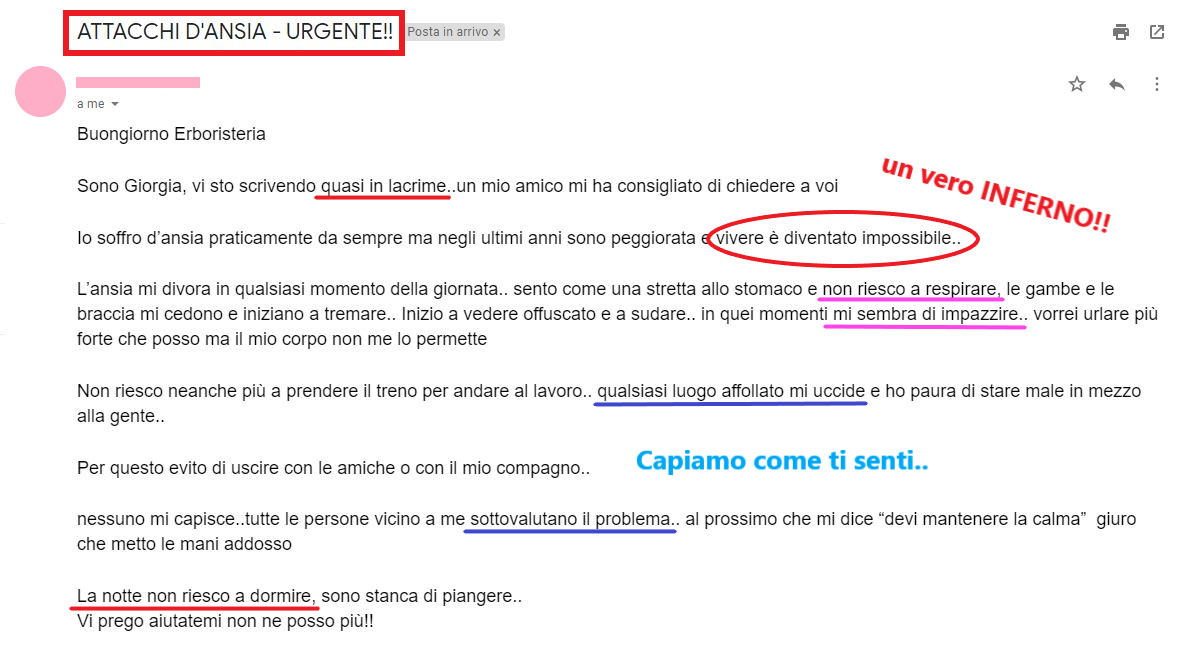 ATTACCHI D'ANSIA - URGENTE!! Posta in arrivo ×
a me
Buongiorno Erboristeria
un vero INFERNO!!
Sono Giorgia, vi sto scrivendo quasi in lacrime..un mio amico mi ha consigliato di chiedere a voi
Io soffro d’ansia praticamente da sempre ma negli ultimi anni sono peggiorata e vivere è diventato impossibile..
L’ansia mi divora in qualsiasi momento della giornata.. sento come una stretta allo stomaco e non riesco a respirare, le gambe e le
braccia mi cedono e iniziano a tremare.. Inizio a vedere offuscato e a sudare.. in quei momenti mi sembra di impazzire.. vorrei urlare più
forte che posso ma il mio corpo non me lo permette
Non riesco neanche più a prendere il treno per andare al lavoro.. qualsiasi luogo affollato mi uccide e ho paura di stare male in mezzo
alla gente..
Per questo evito di uscire con le amiche o con il mio compagno..
Capiamo come ti senti..
nessuno mi capisce..tutte le persone vicino a me sottovalutano il problema.. al prossimo che mi dice “devi mantenere la calma”  giuro
che metto le mani addosso
La notte non riesco a dormire, sono stanca di piangere..
Vi prego aiutatemi non ne posso più!!